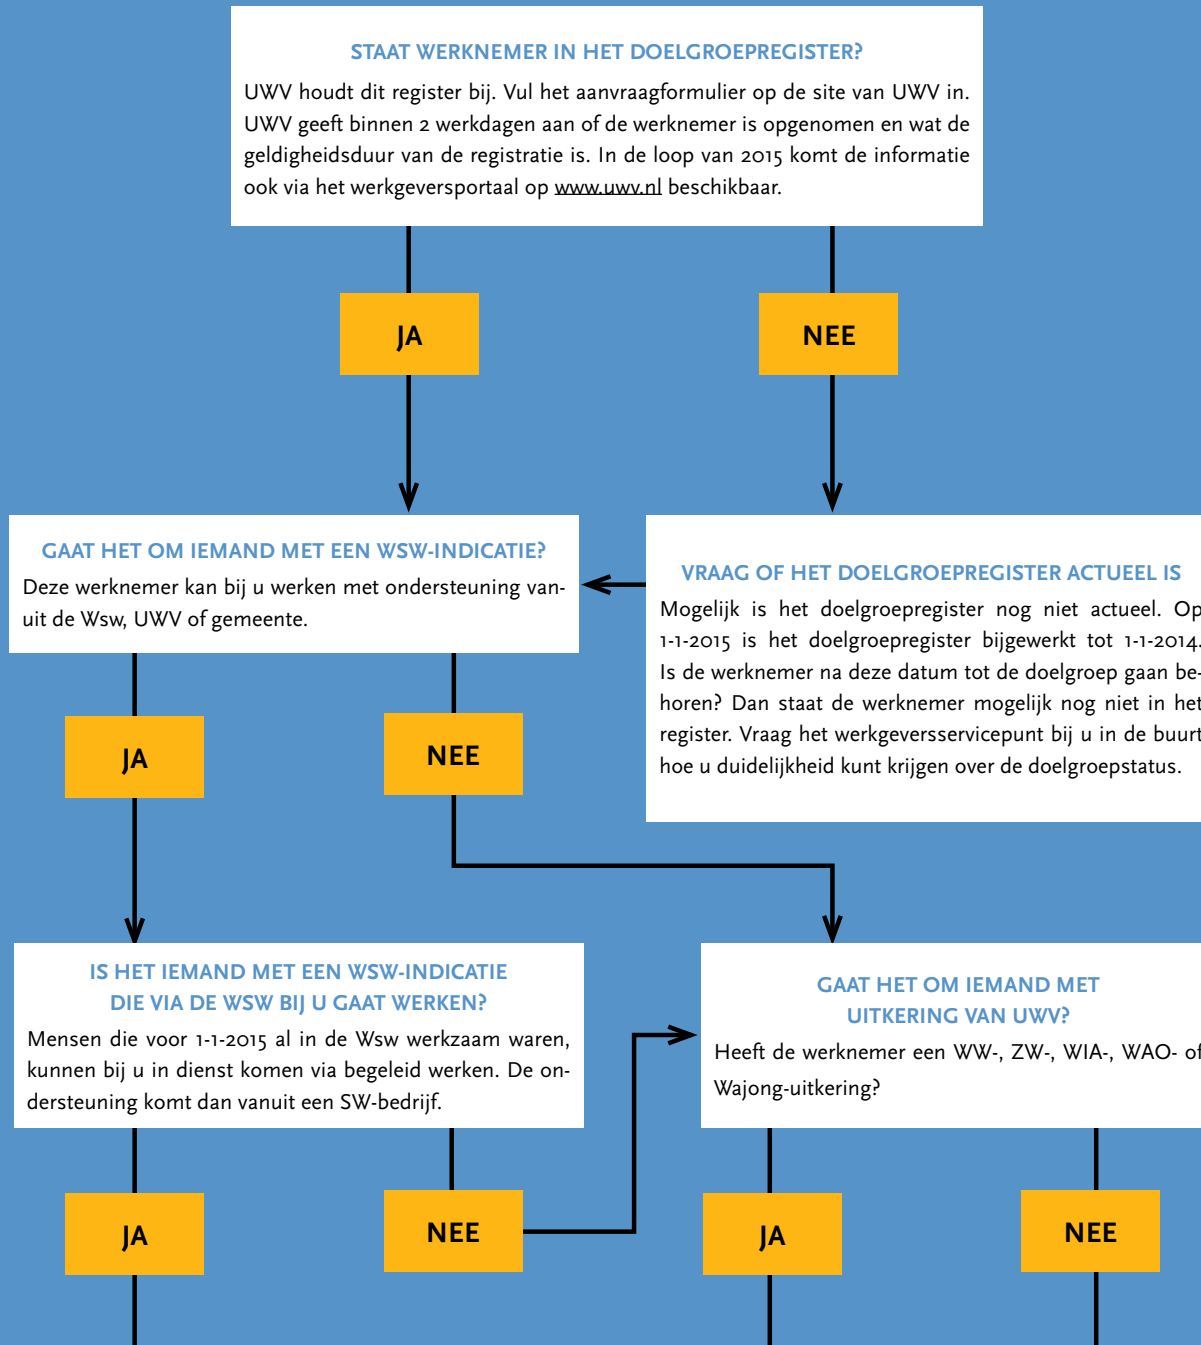 STAAT WERKNEMER IN HET DOELGROEPREGISTER?
UWV houdt dit register bij. Vul het aanvraagformulier op de site van UWV in.
UWV geeft binnen 2 werkdagen aan of de werknemer is opgenomen en wat de
geldigheidsduur van de registratie is. In de loop van 2015 komt de informatie
ook via het werkgeversportaal op www.uwv.nl beschikbaar.
JA
NEE
GAAT HET OM IEMAND MET EEN WSW-INDICATIE?
Deze werknemer kan bij u werken met ondersteuning van-
uit de Wsw, UWV of gemeente.
VRAAG OF HET DOELGROEPREGISTER ACTUEEL IS
Mogelijk is het doelgroepregister nog niet actueel. Op
1-1-2015 is het doelgroepregister bijgewerkt tot 1-1-2014.
Is de werknemer na deze datum tot de doelgroep gaan be-
horen? Dan staat de werknemer mogelijk nog niet in het
register. Vraag het werkgeversservicepunt bij u in de buurt
hoe u duidelijkheid kunt krijgen over de doelgroepstatus.
JA
NEE
IS HET IEMAND MET EEN WSW-INDICATIE
DIE VIA DE WSW BIJ U GAAT WERKEN?
Mensen die voor 1-1-2015 al in de Wsw werkzaam waren,
kunnen bij u in dienst komen via begeleid werken. De on-
dersteuning komt dan vanuit een SW-bedrijf.
GAAT HET OM IEMAND MET
UITKERING VAN UWV?
Heeft de werknemer een WW-, ZW-, WIA-, WAO- of
Wajong-uitkering?
JA
NEE
JA
NEE